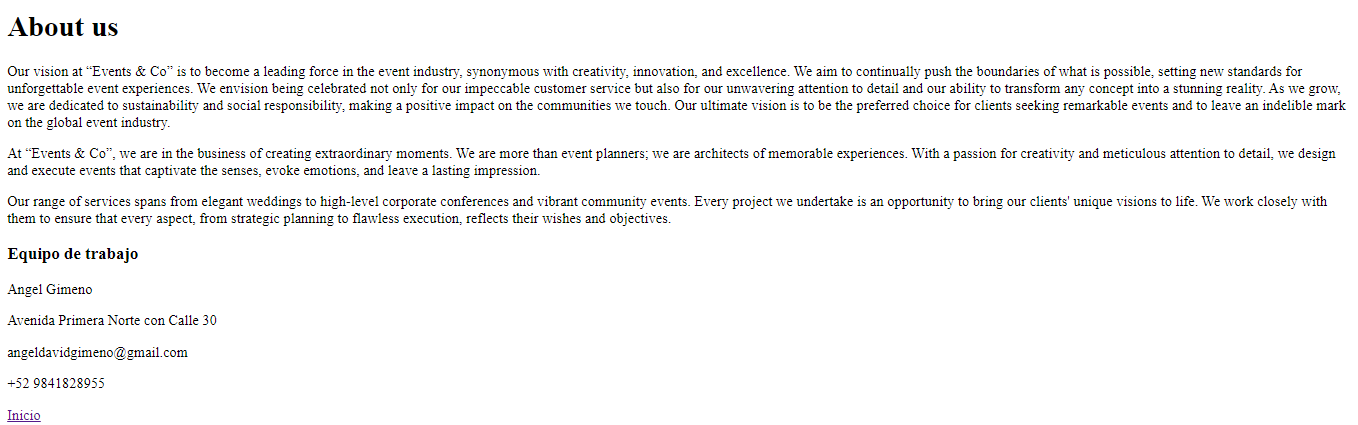 About us
Our vision at “Events & Co” is to become a leading force in the event industry, synonymous with creativity, innovation, and excellence. We aim to continually push the boundaries of what is possible, setting new standards for
unforgettable event experiences. We envision being celebrated not only for our impeccable customer service but also for our unwavering attention to detail and our ability to transform any concept into a stunning reality. As we grow,
we are dedicated to sustainability and social responsibility, making a positive impact on the communities we touch. Our ultimate vision is to be the preferred choice for clients seeking remarkable events and to leave an indelible mark
on the global event industry.
At “Events & Co”, we are in the business of creating extraordinary moments. We are more than event planners; we are architects of memorable experiences. With a passion for creativity and meticulous attention to detail, we design
and execute events that captivate the senses, evoke emotions, and leave a lasting impression.
Our range of services spans from elegant weddings to high-level corporate conferences and vibrant community events. Every project we undertake is an opportunity to bring our clients' unique visions to life. We work closely with
them to ensure that every aspect, from strategic planning to flawless execution, reflects their wishes and objectives.
Equipo de trabajo
Angel Gimeno
Avenida Primera Norte con Calle 30
angeldavidgimeno@gmail.com
+52 9841828955
Inicio